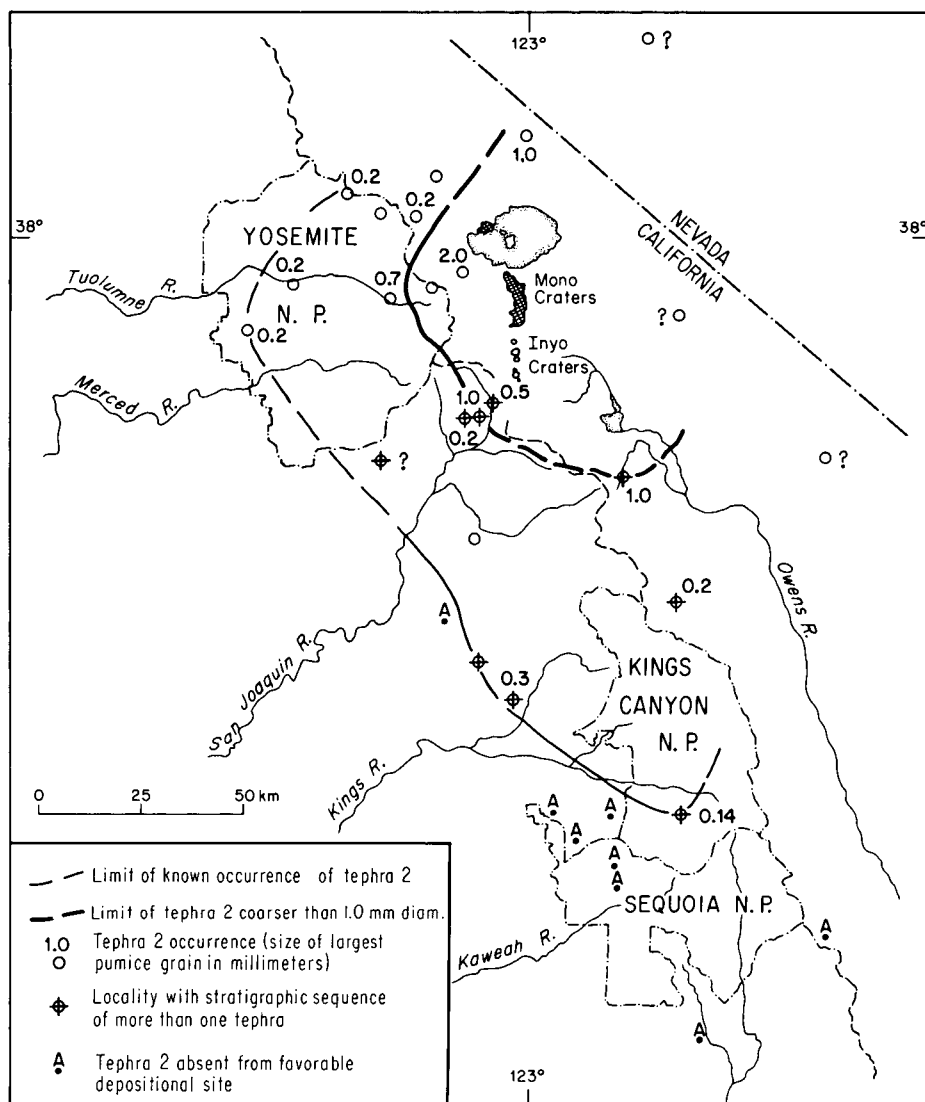 123°
?
1.0
0.2
0.2
NEVADA
CALIFORNIA
38°
38°
YOSEMITE
N. P.
2.0
Mono
Craters
0.2
0.7
Tuolumne R.
?
0.2
Inyo
Craters
Merced R.
1.0
0.5
0.2
?
?
1.0
Owens R.
0.2
A
San Joaquin R.
KINGS
CANYON
N. P.
0.3
Kings R.
0 25 50 km
0.14
A
A
A
A
A
SEQUOIA N.P.
Kaweah R.
A
A
123°
Limit of known occurrence of tephra 2
Limit of tephra 2 coarser than 1.0 mm diam.
1.0 Tephra 2 occurrence (size of largest
pumice grain in millimeters)
Locality with stratigraphic sequence
of more than one tephra
A Tephra 2 absent from favorable
depositional site